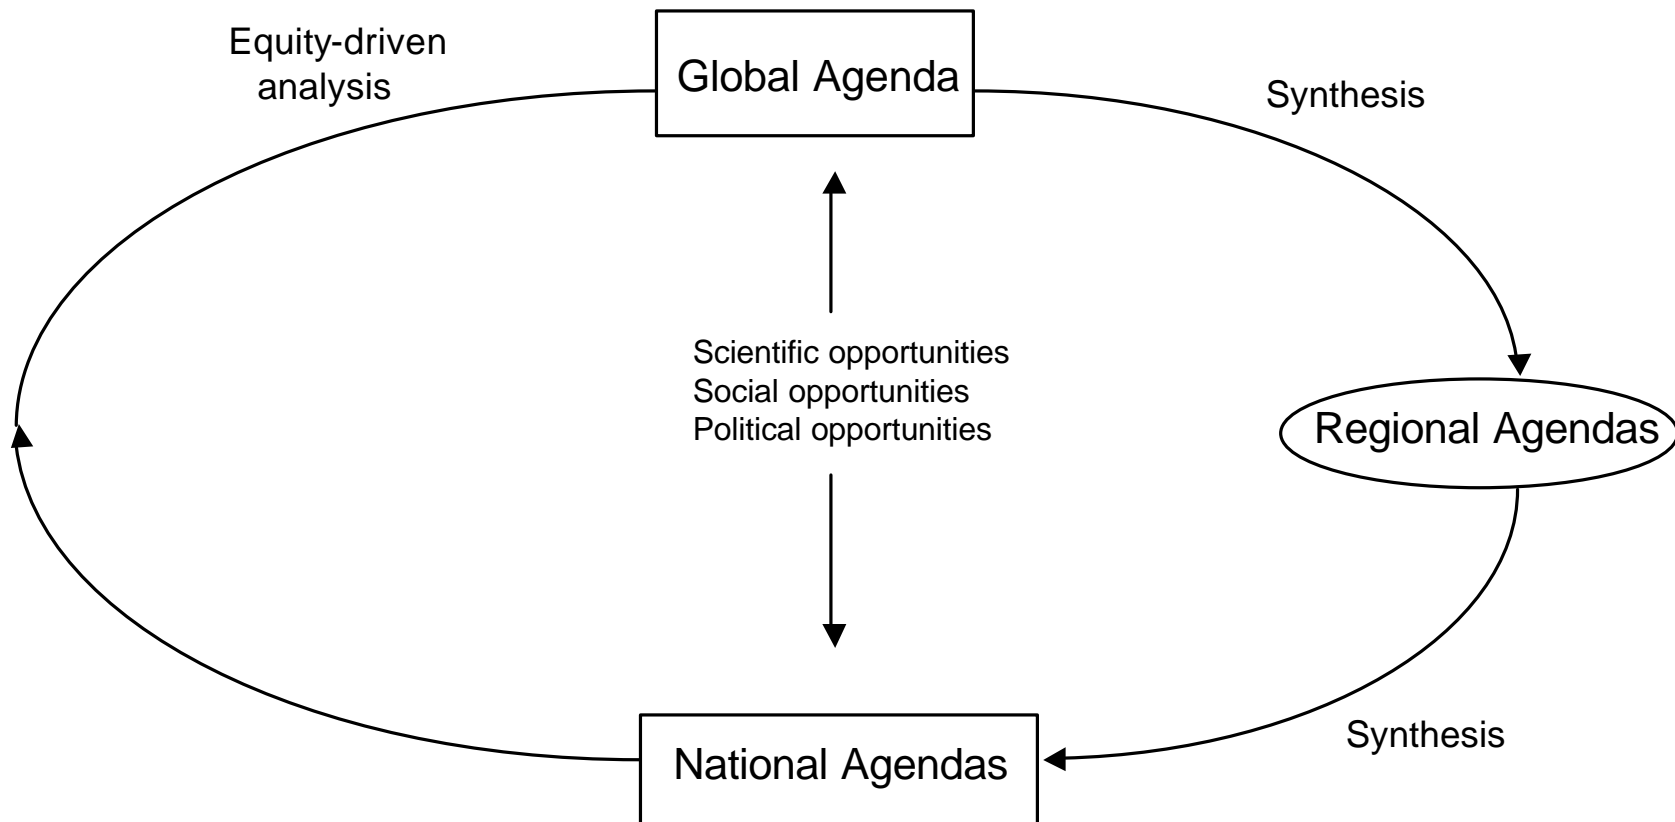 Equity-driven
analysis
Global Agenda
Synthesis
Scientific opportunities
Social opportunities
Political opportunities
Regional Agendas
Synthesis
National Agendas